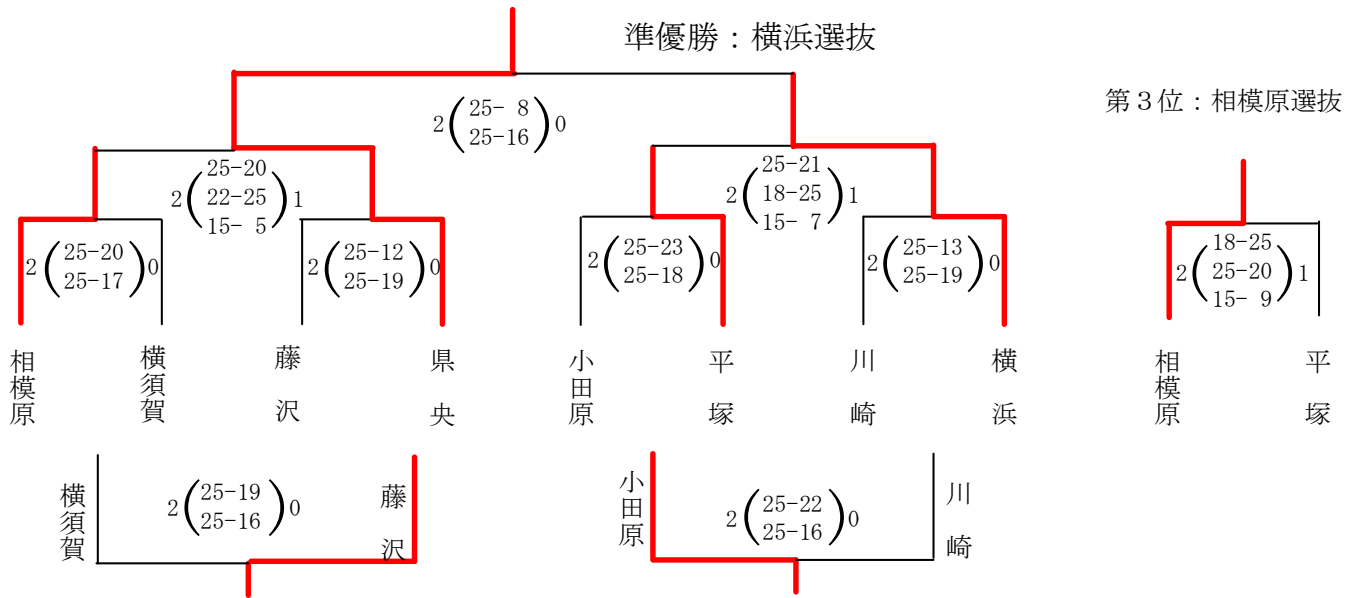 準優勝：横浜選抜
第３位：相模原選抜
2(25- 8 25-16)0
2(25-20 22-25 15- 5)1
2(25-21 18-25 15- 7)1
2(25-20 25-17)0
2(25-12 25-19)0
2(25-23 25-18)0
2(25-13 25-19)0
2(18-25 25-20 15- 9)1
相模原
横須賀
藤沢
県央
小田原
平塚
川崎
横浜
相模原
平塚
横須賀
2(25-19 25-16)0
藤沢
小田原
2(25-22 25-16)0
川崎